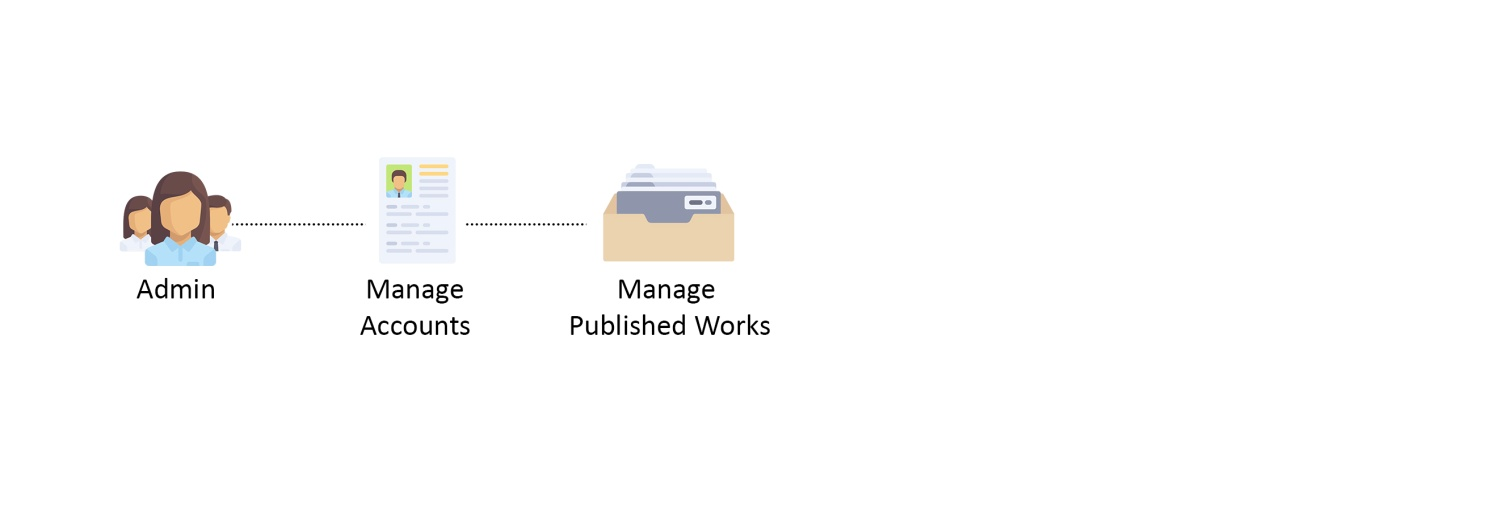 Admin
Manage
Accounts
Manage
Published Works